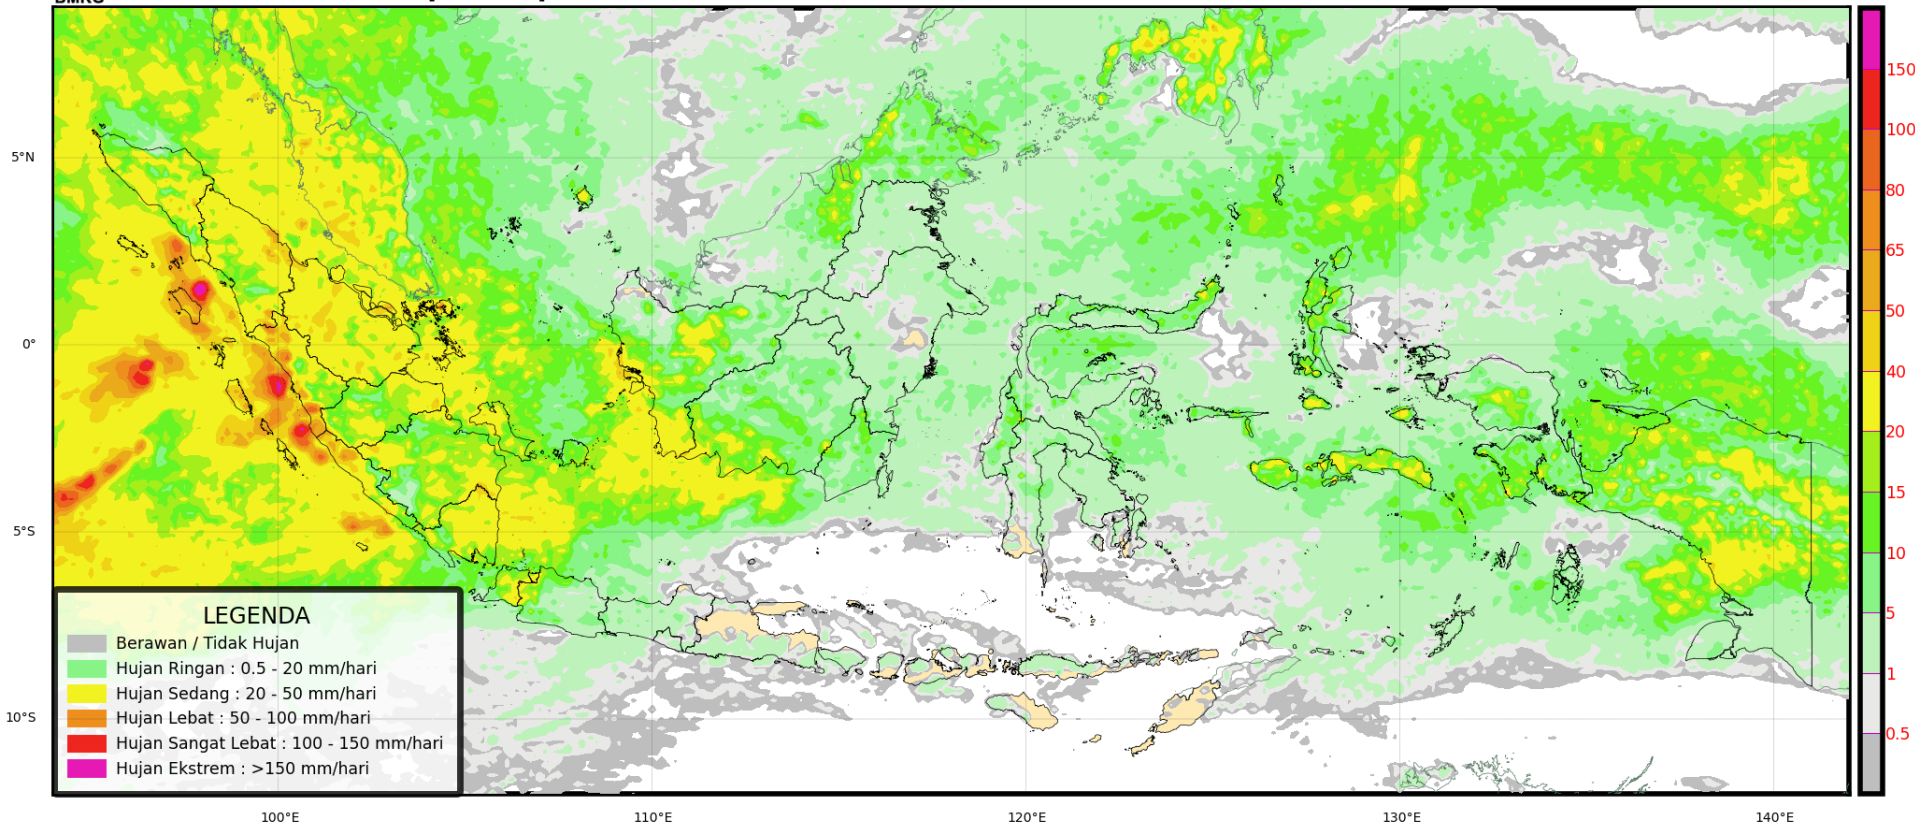 BMKG
5°N
0°
5°S
10°S
100°E
110°E
120°E
130°E
140°E
LEGENDA
Berawan / Tidak Hujan
Hujan Ringan : 0.5 - 20 mm/hari
Hujan Sedang : 20 - 50 mm/hari
Hujan Lebat : 50 - 100 mm/hari
Hujan Sangat Lebat : 100 - 150 mm/hari
Hujan Ekstrem : >150 mm/hari
150
100
80
65
50
40
20
15
10
5
1
0.5